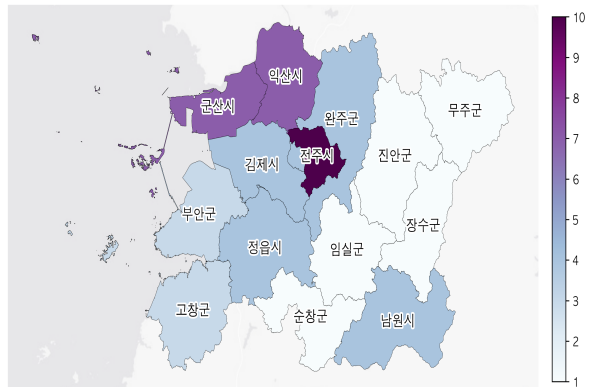 10
9
8
7
6
5
4
3
2
1
익산시
군산시
완주군
무주군
전주시
진안군
김제시
부안군
장수군
정읍시
임실군
고창군
순창군
남원시